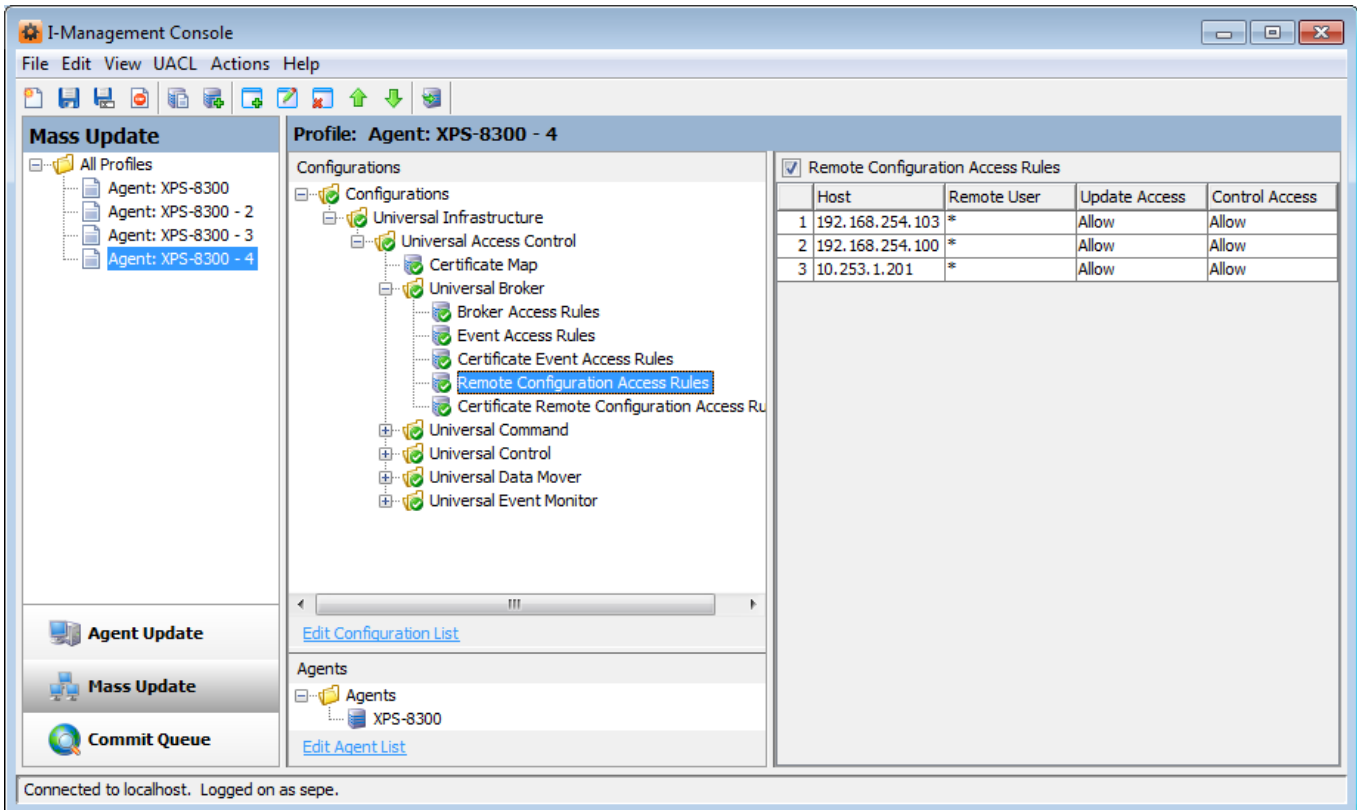 I-Management Console
File Edit View UACL Actions Help
Mass Update
All Profiles
Agent: XPS-8300
Agent: XPS-8300 - 2
Agent: XPS-8300 - 3
Agent: XPS-8300 - 4
Agent Update
Mass Update
Commit Queue
Profile: Agent: XPS-8300 - 4
Configurations
Configurations
Universal Infrastructure
Universal Access Control
Certificate Map
Universal Broker
Broker Access Rules
Event Access Rules
Certificate Event Access Rules
Remote Configuration Access Rules
Certificate Remote Configuration Access Ru
Universal Command
Universal Control
Universal Data Mover
Universal Event Monitor
Edit Configuration List
Agents
Agents
XPS-8300
Edit Agent List
Remote Configuration Access Rules
Host Remote User Update Access Control Access
1 192.168.254.103 * Allow Allow
2 192.168.254.100 * Allow Allow
3 10.253.1.201 * Allow Allow
Connected to localhost. Logged on as sepe.